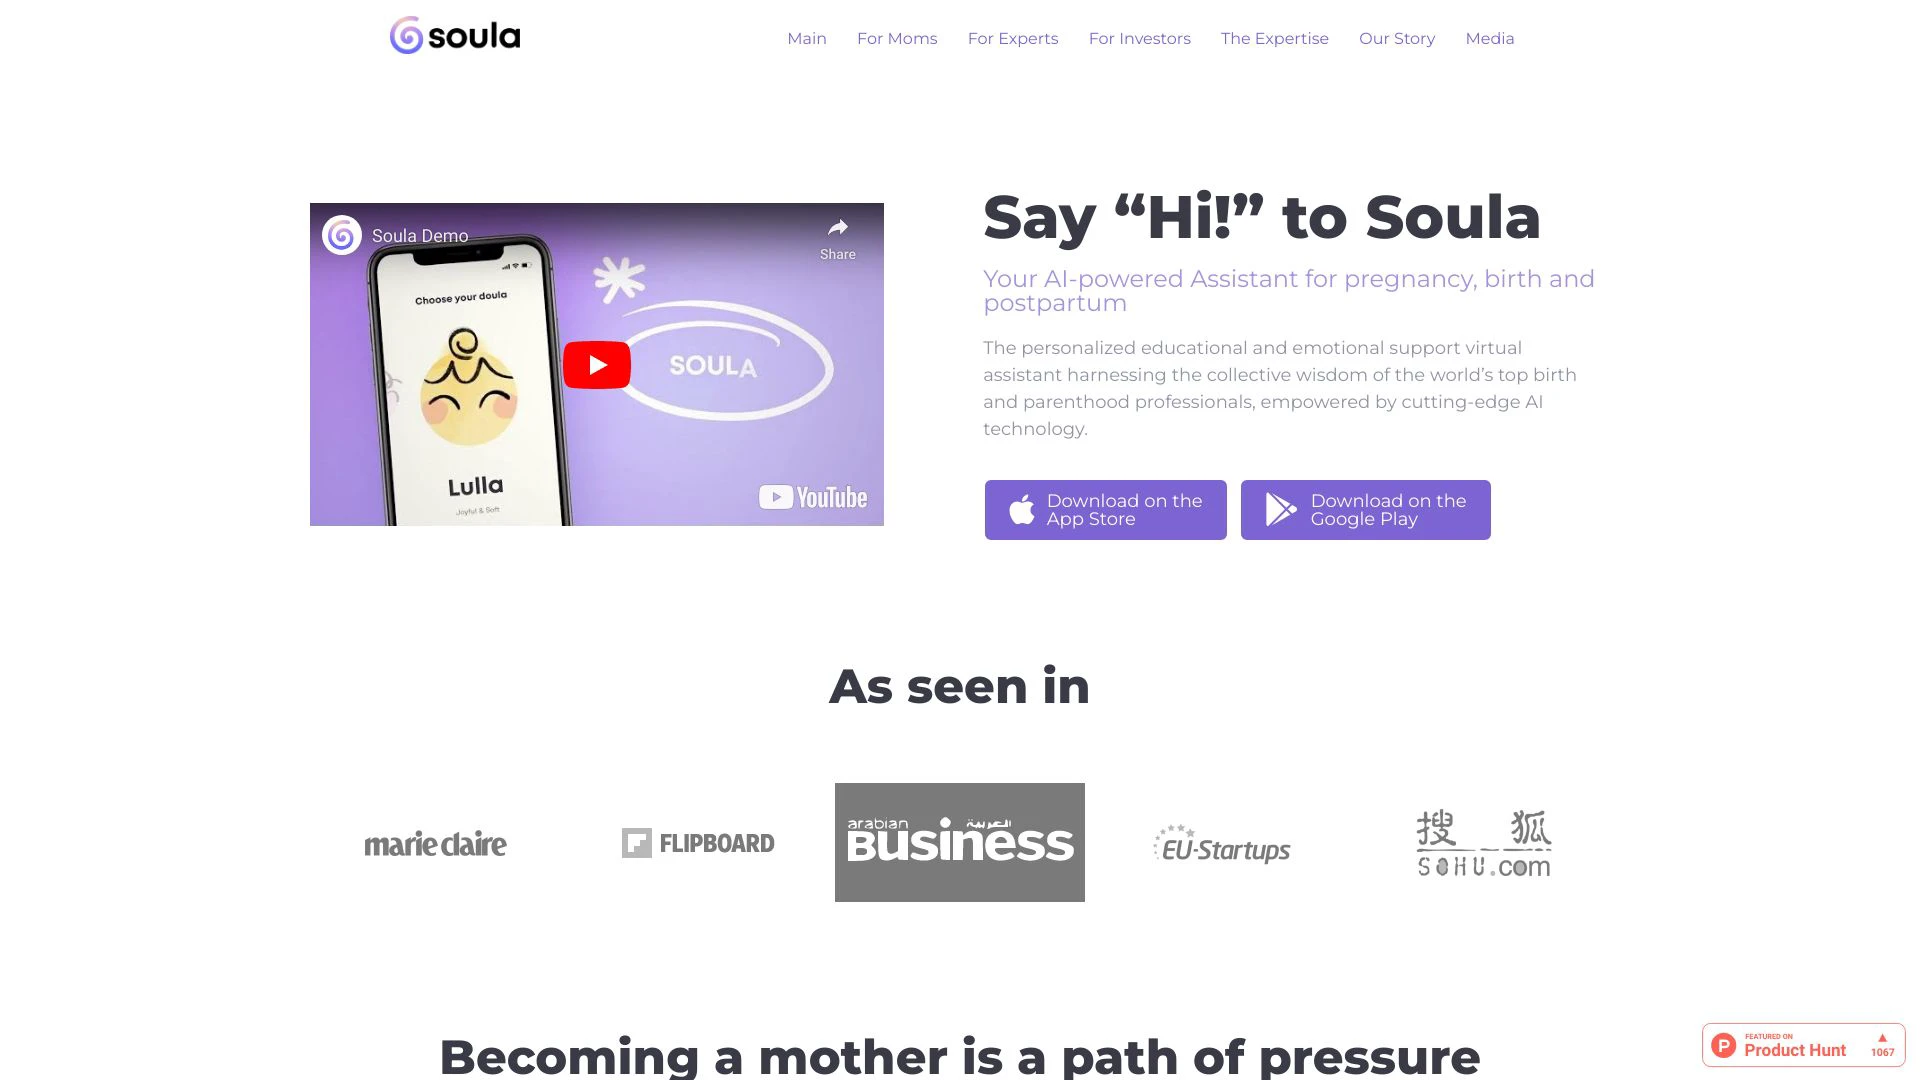 soula
Main
For Moms
For Experts
For Investors
The Expertise
Our Story
Media
Soula Demo
Share
Choose your doula
SOULA
Lulla
Joyful & Soft
YouTube
Say “Hi!” to Soula
Your AI-powered Assistant for pregnancy, birth and
postpartum
The personalized educational and emotional support virtual
assistant harnessing the collective wisdom of the world’s top birth
and parenthood professionals, empowered by cutting-edge AI
technology.
Download on the
App Store
Download on the
Google Play
As seen in
marie claire
FLIPBOARD
arabian العربية
Business
EU-Startups
搜狐
SOHU.com
Becoming a mother is a path of pressure
FEATURED ON
Product Hunt
1067